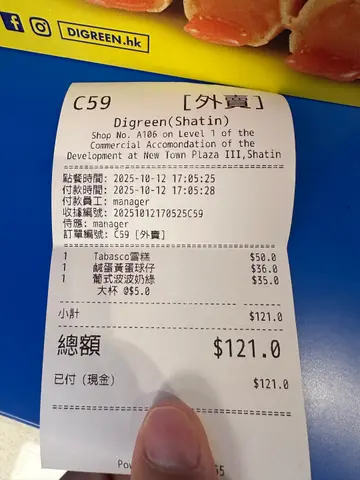 DIGREEN.hk
C59 [外賣]
Digreen(Shatin)
Shop No. A106 on Level 1 of the
Commercial Accomondation of the
Development at New Town Plaza III,Shatin
點餐時間: 2025-10-12 17:05:25
付款時間: 2025-10-12 17:05:28
付款員工: manager
收據編號: 20251012170525C59
侍應: manager
訂單編號: C59 [外賣]
1 Tabasco雪糕 $50.0
1 鹹蛋黃蛋球仔 $36.0
1 葡式波波奶綠 $35.0
大杯 @$5.0
小計 $121.0
總額 $121.0
已付 (現金) $121.0